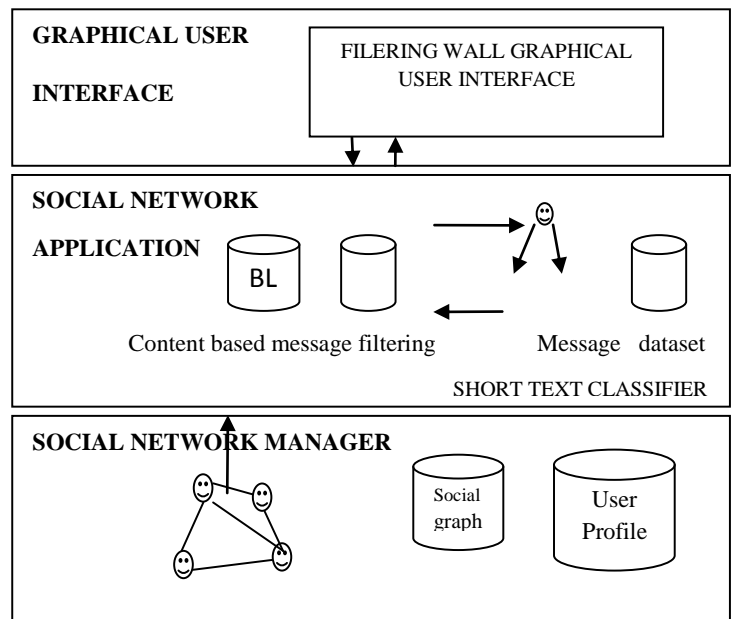 GRAPHICAL USER
INTERFACE
FILERING WALL GRAPHICAL
USER INTERFACE
SOCIAL NETWORK
APPLICATION
BL
Content based message filtering
Message dataset
SHORT TEXT CLASSIFIER
SOCIAL NETWORK MANAGER
Social
graph
User
Profile